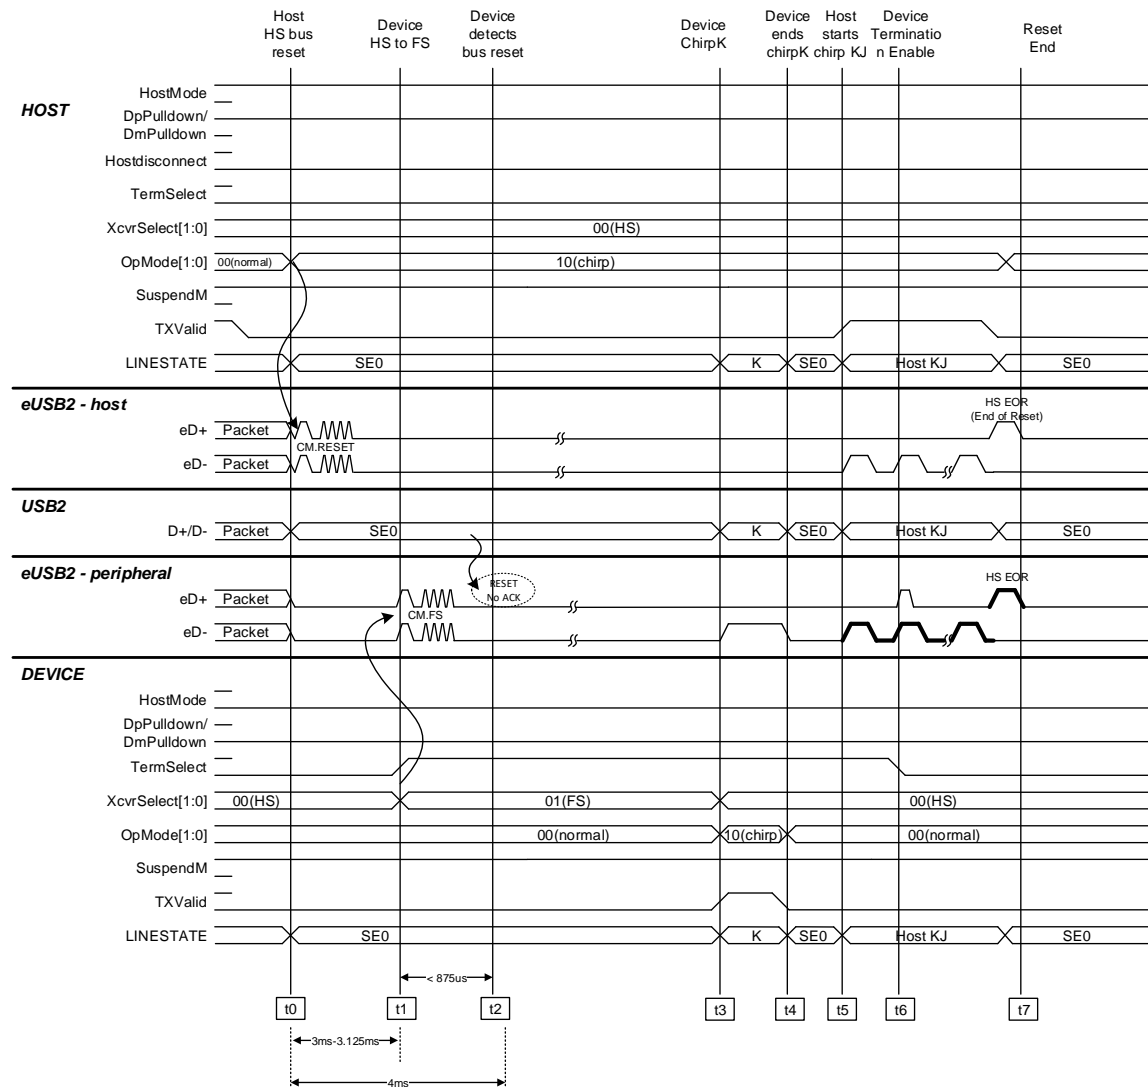 Host
HS bus
reset
Device
HS to FS
Device
detects
bus reset
Device
ChirpK
Device
ends
chirpK
Host
starts
chirp KJ
Device
Terminatio
n Enable
Reset
End
HOST
HostMode
DpPulldown/
DmPulldown
Hostdisconnect
TermSelect
XcvrSelect[1:0] 00(HS)
OpMode[1:0] 00(normal) 10(chirp)
SuspendM
TXValid
LINESTATE SE0 K SE0 Host KJ SE0
eUSB2 - host
HS EOR
(End of Reset)
eD+ Packet
CM.RESET
eD- Packet
USB2
D+/D- Packet SE0 K SE0 Host KJ SE0
eUSB2 - peripheral
RESET
No ACK
HS EOR
eD+ Packet
CM.FS
eD- Packet
DEVICE
HostMode
DpPulldown/
DmPulldown
TermSelect
XcvrSelect[1:0] 00(HS) 01(FS) 00(HS)
OpMode[1:0] 00(normal) 10(chirp) 00(normal)
SuspendM
TXValid
LINESTATE SE0 K SE0 Host KJ SE0
< 875us
t0 t1 t2 t3 t4 t5 t6 t7
3ms-3.125ms
4ms